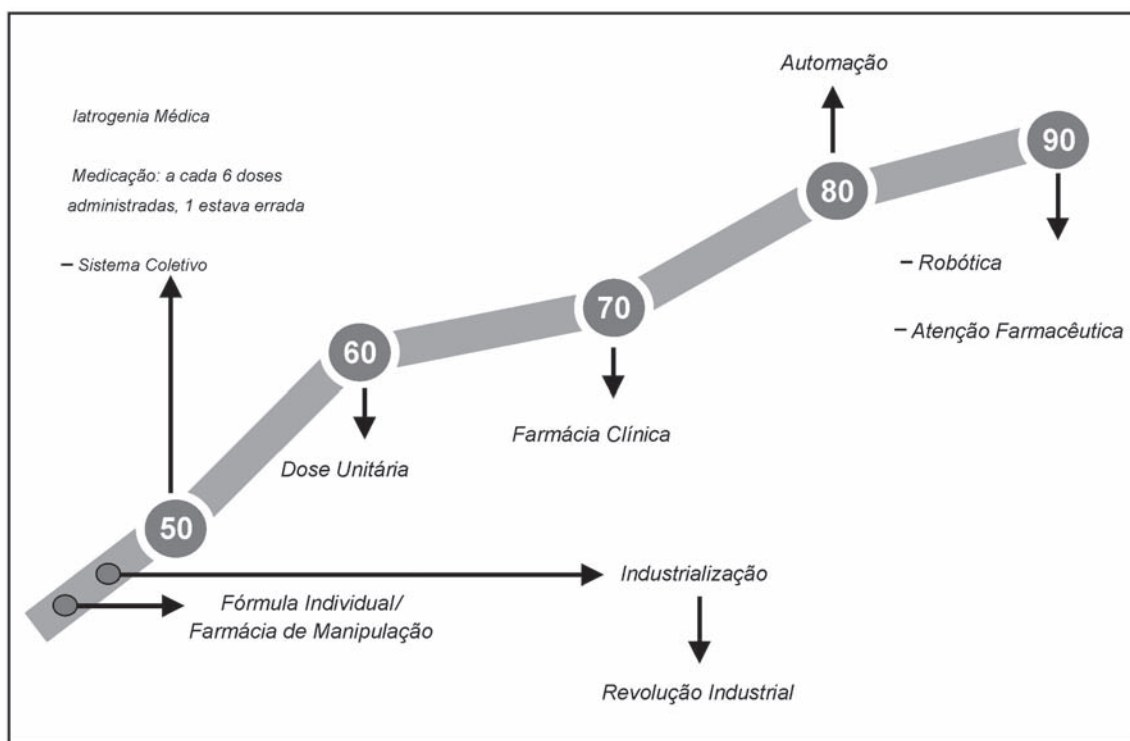 Automação
Iatrogenia Médica
Medicação: a cada 6 doses
administradas, 1 estava errada
– Sistema Coletivo
90
80
– Robótica
70
– Atenção Farmacêutica
60
Farmácia Clínica
Dose Unitária
50
Industrialização
Fórmula Individual/
Farmácia de Manipulação
Revolução Industrial